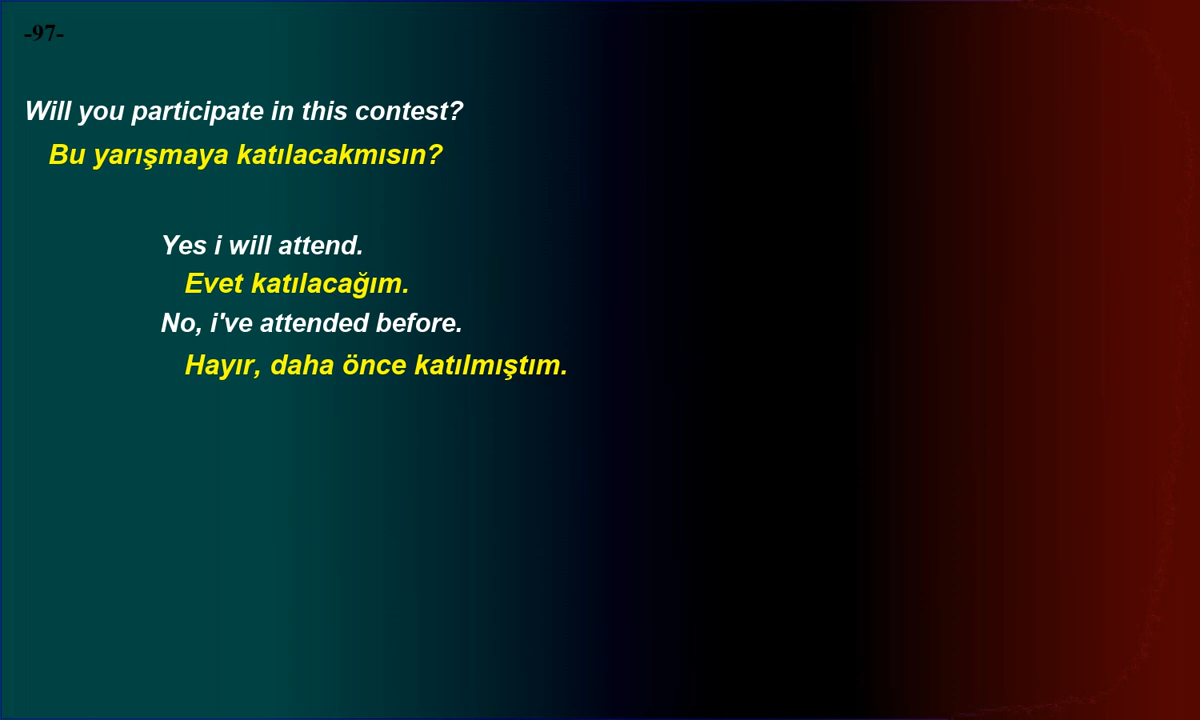 -97-
Will you participate in this contest?
Bu yarışmaya katılacakmısın?
Yes i will attend.
Evet katılacağım.
No, i've attended before.
Hayır, daha önce katılmıştım.